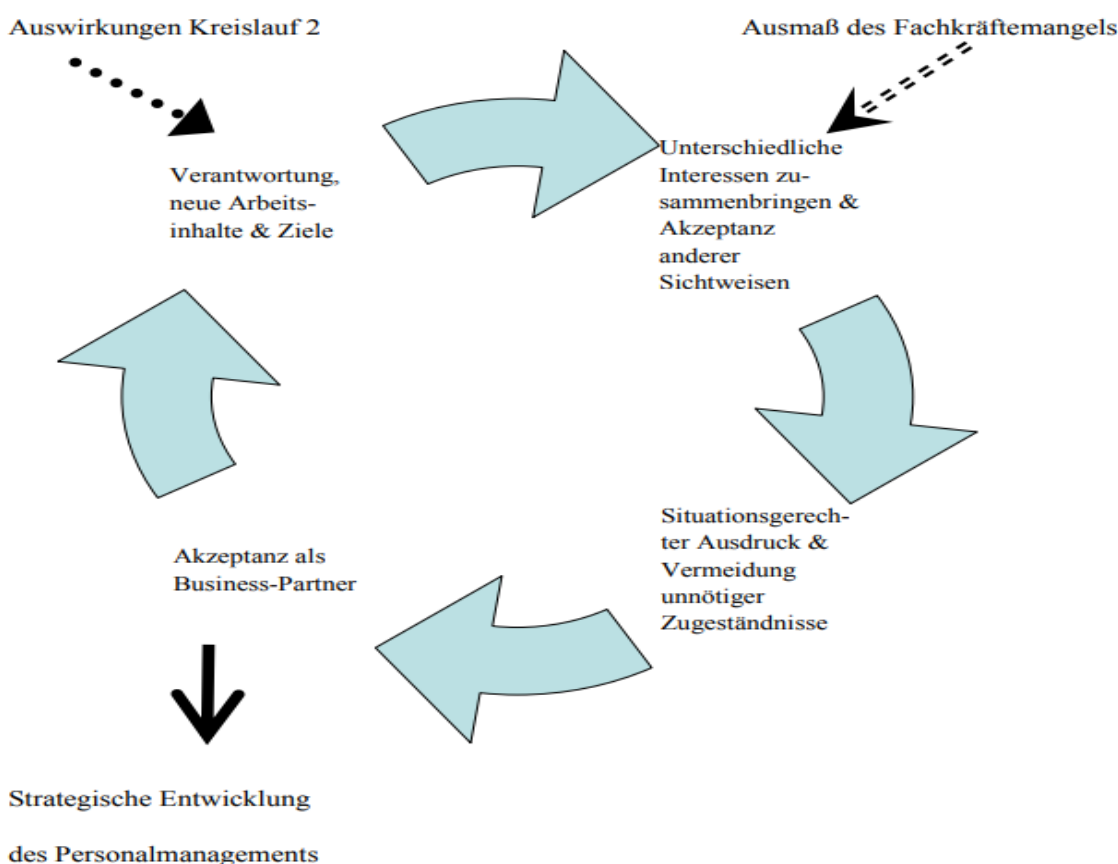 Auswirkungen Kreislauf 2
Ausmaß des Fachkräftemangels
Verantwortung,
neue Arbeits-
inhalte & Ziele
Unterschiedliche
Interessen zu-
sammenbringen &
Akzeptanz
anderer
Sichtweisen
Situationsgerech-
ter Ausdruck &
Vermeidung
unnötiger
Zugeständnisse
Akzeptanz als
Business-Partner
Strategische Entwicklung
des Personalmanagements